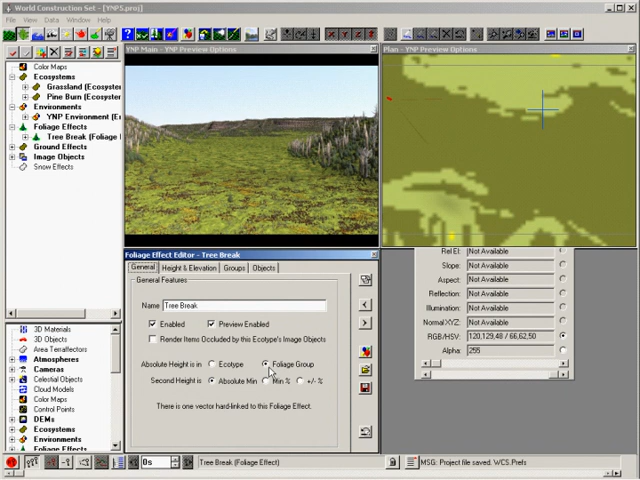 World Construction Set - [YNPS.proj]
File View Data Window Help
Color Maps
Ecosystems
Grassland (Ecosyste
Pine Burn (Ecosyste
Environments
YNP Environment (E
Foliage Effects
Tree Break (Foliage
Ground Effects
Image Objects
Snow Effects
YNP Main - YNP Preview Options
Plan - YNP Preview Options
3D Materials
3D Objects
Area Terraffectors
Atmospheres
Cameras
Celestial Objects
Cloud Models
Color Maps
Control Points
DEMs
Ecosystems
Environments
Foliage Effects
Foliage Effect Editor - Tree Break
General Height & Elevation Groups Objects
General Features
Name Tree Break
Enabled Preview Enabled
Render Items Occluded by this Ecotype's Image Objects
Absolute Height is in Ecotype Foliage Group
Second Height is Absolute Min Min % +/- %
There is one vector hard-linked to this Foliage Effect.
Rel El: Not Available
Slope: Not Available
Aspect: Not Available
Reflection: Not Available
Illumination: Not Available
Normal XYZ: Not Available
RGB/HSV: 120,129,48 / 66,62,50
Alpha: 255
0s
Tree Break (Foliage Effect)
MSG: Project file saved. WCS.Prefs